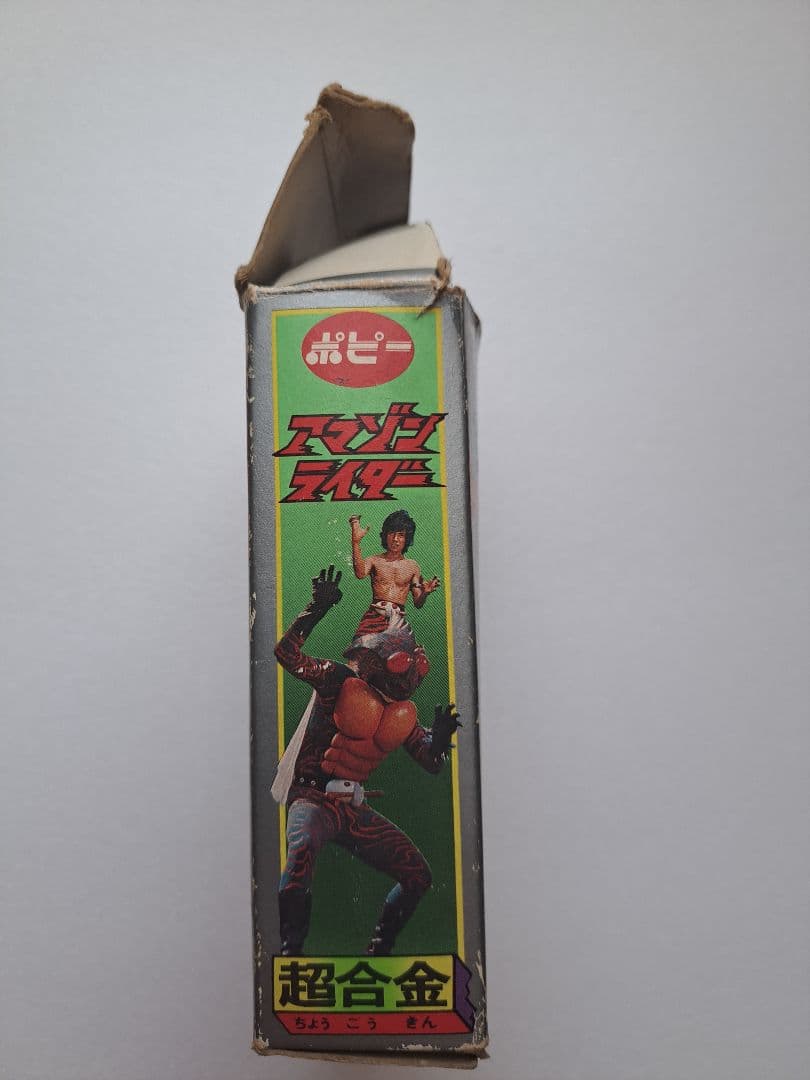 ポピー
アマゾン
ライダー
超合金
ちょう ごう きん